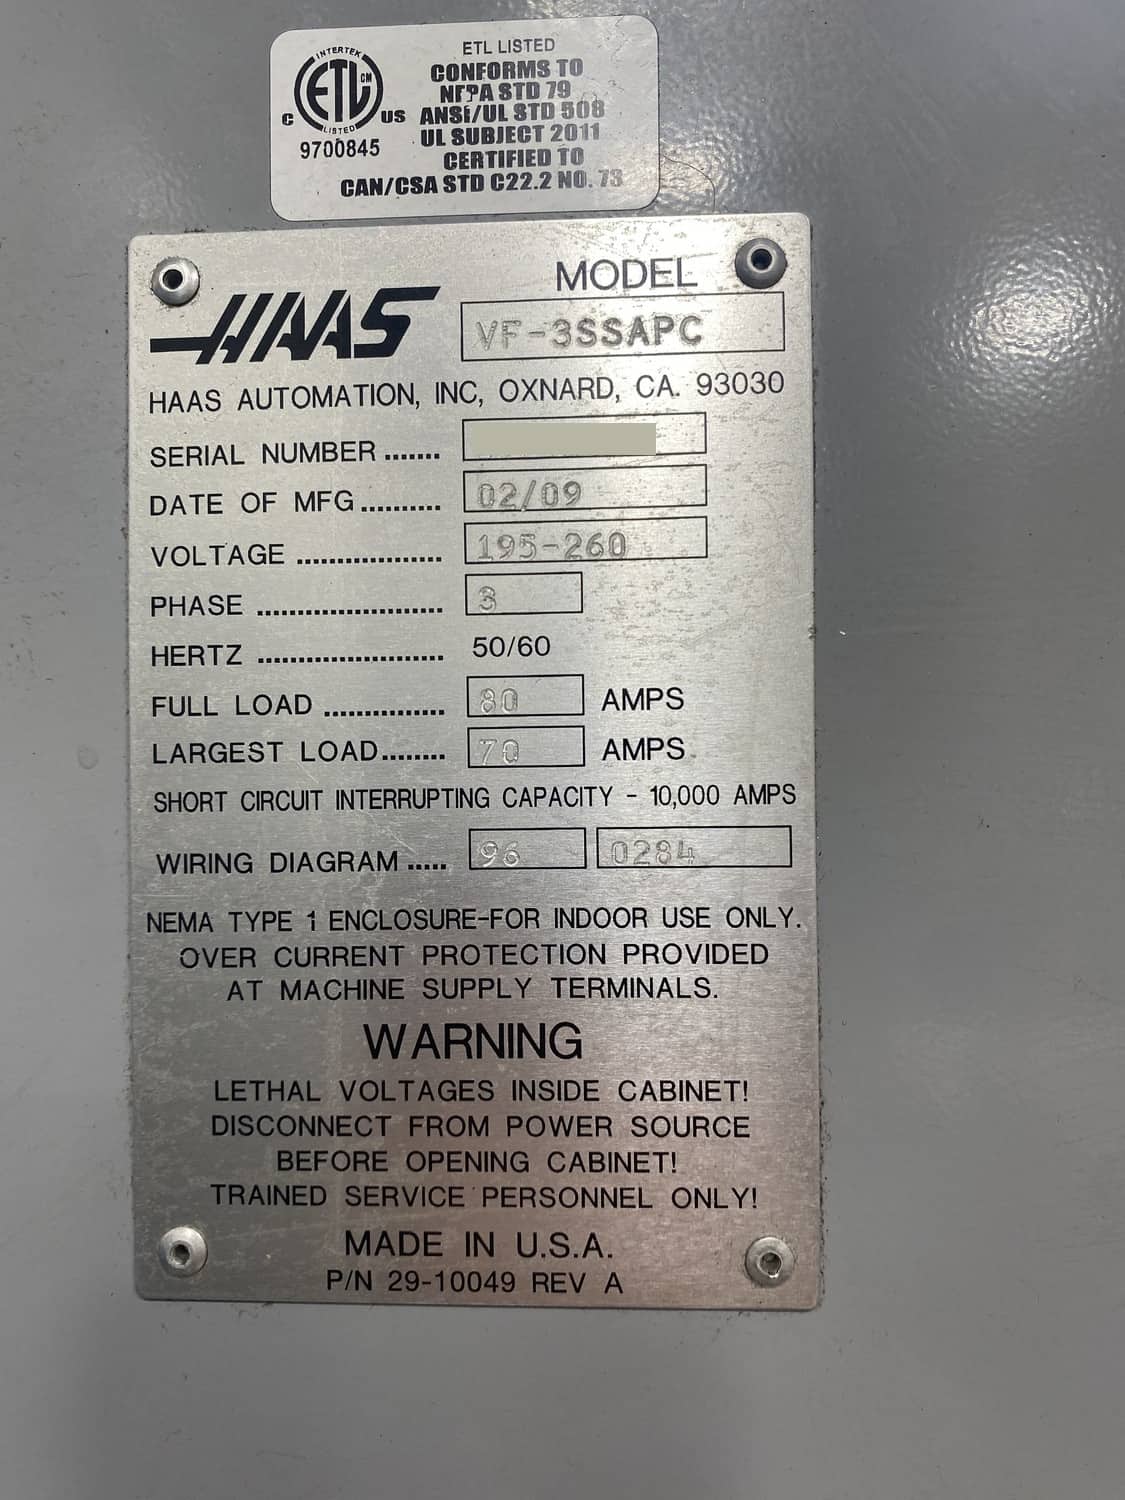 INTERTEK
ETL CM
C US
LISTED
9700845
ETL LISTED
CONFORMS TO
NFPA STD 79
ANSI/UL STD 508
UL SUBJECT 2011
CERTIFIED TO
CAN/CSA STD C22.2 NO. 73
HAAS
MODEL
VF-3SSAPC
HAAS AUTOMATION, INC, OXNARD, CA. 93030
SERIAL NUMBER .......
DATE OF MFG.......... 02/09
VOLTAGE .................. 195-260
PHASE ....................... 3
HERTZ ....................... 50/60
FULL LOAD ............... 80 AMPS
LARGEST LOAD........ 70 AMPS
SHORT CIRCUIT INTERRUPTING CAPACITY - 10,000 AMPS
WIRING DIAGRAM ..... 96 0284
NEMA TYPE 1 ENCLOSURE-FOR INDOOR USE ONLY.
OVER CURRENT PROTECTION PROVIDED
AT MACHINE SUPPLY TERMINALS.
WARNING
LETHAL VOLTAGES INSIDE CABINET!
DISCONNECT FROM POWER SOURCE
BEFORE OPENING CABINET!
TRAINED SERVICE PERSONNEL ONLY!
MADE IN U.S.A.
P/N 29-10049 REV A